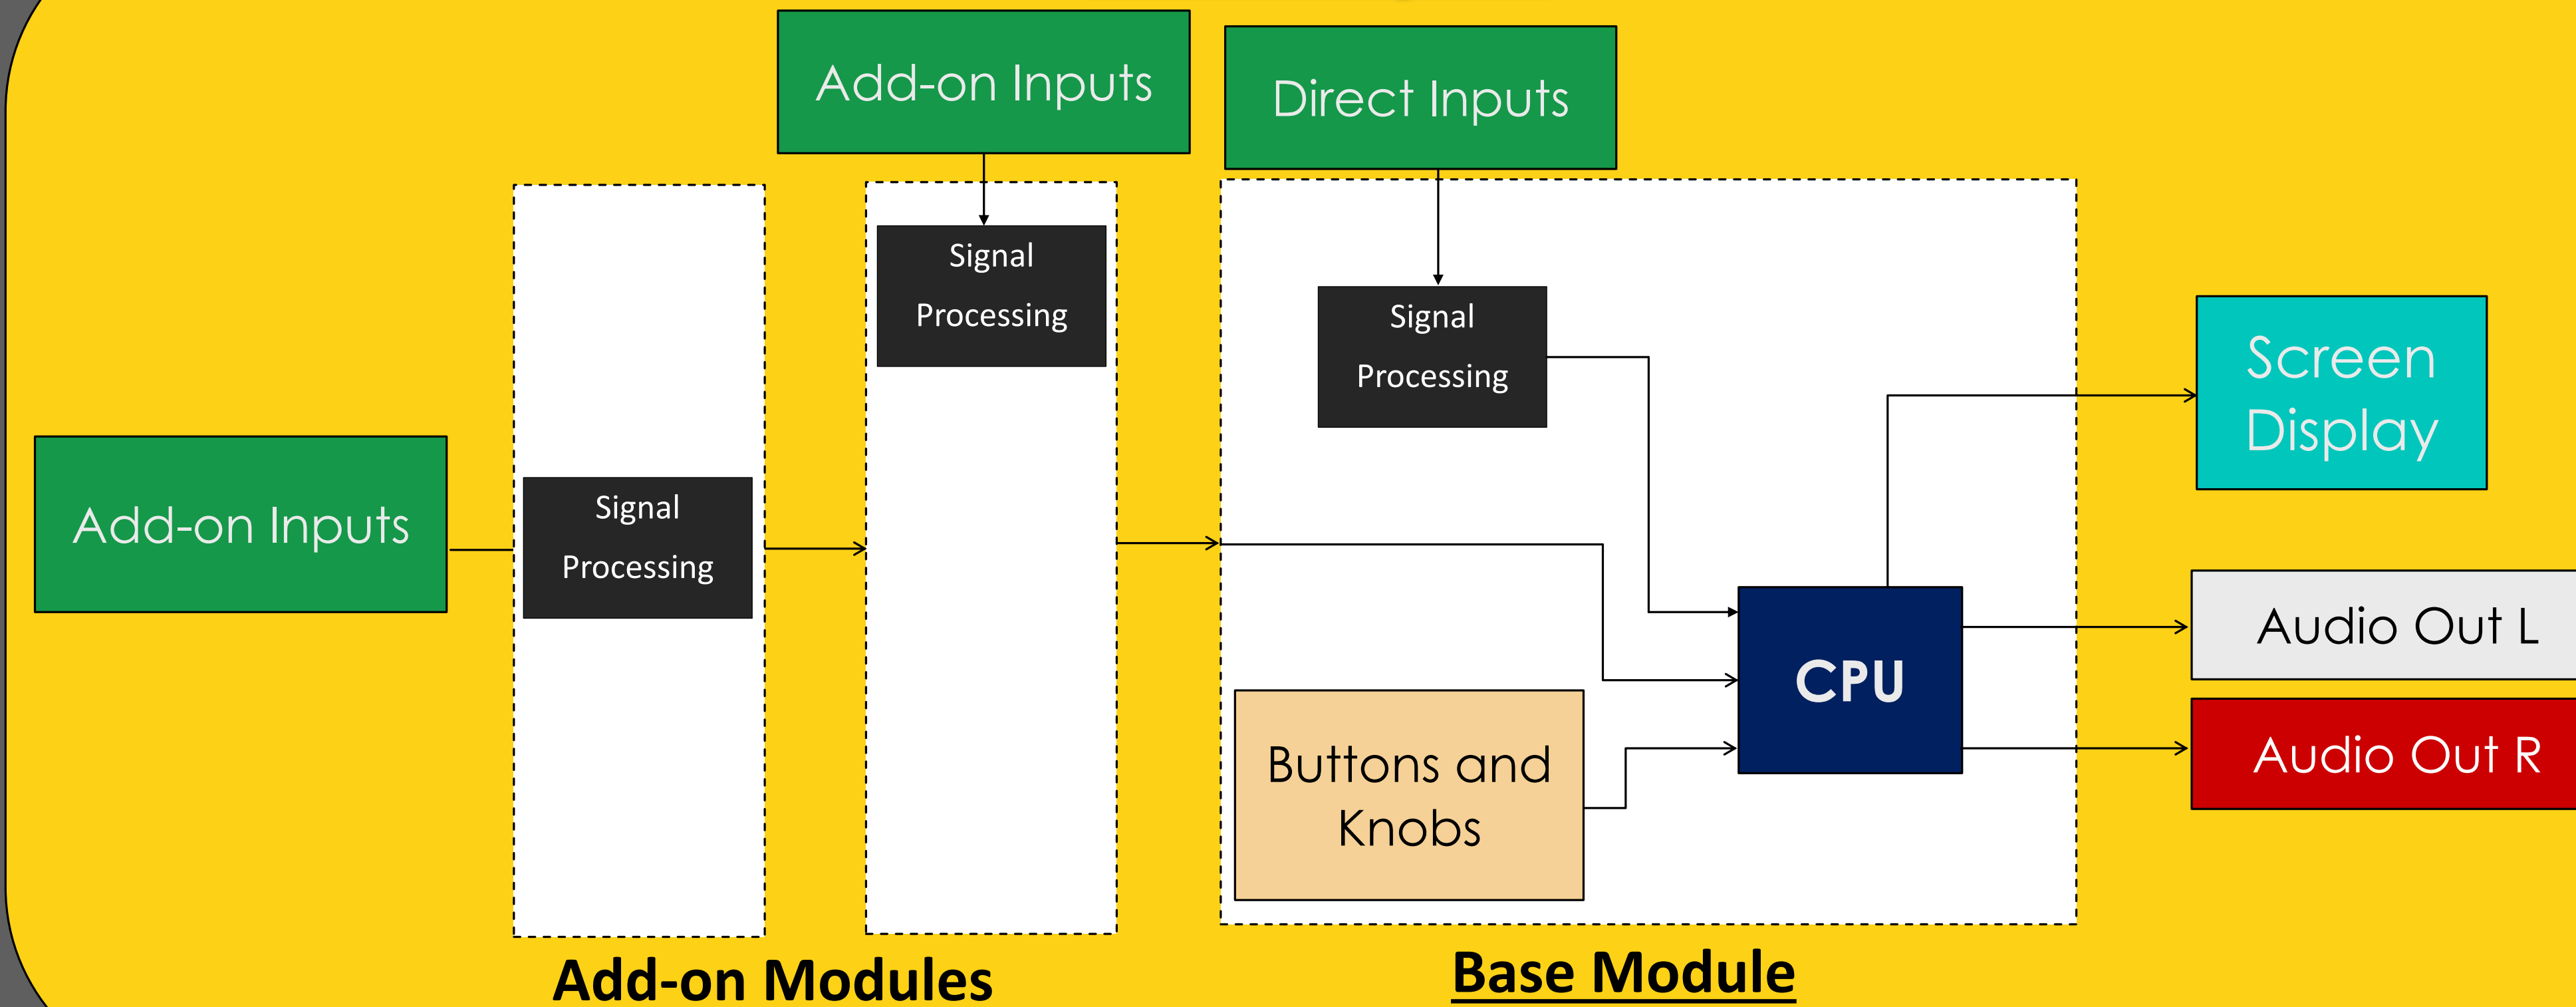 Add-on Inputs
Direct Inputs
Signal
Processing
Signal
Processing
Screen
Display
Add-on Inputs
Signal
Processing
Audio Out L
CPU
Buttons and
Knobs
Audio Out R
Add-on Modules
Base Module